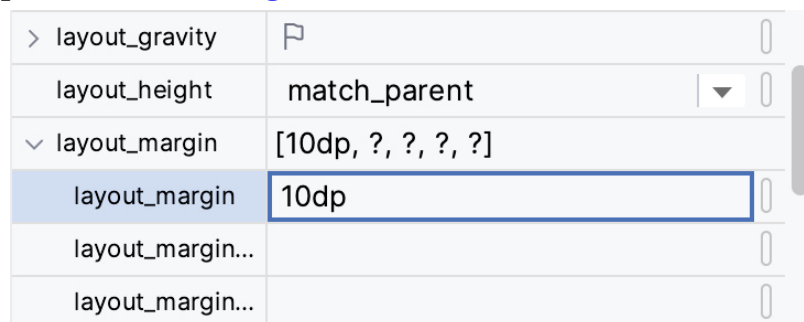 layout_gravity
layout_height match_parent
layout_margin [10dp, ?, ?, ?, ?]
layout_margin 10dp
layout_margin...
layout_margin...